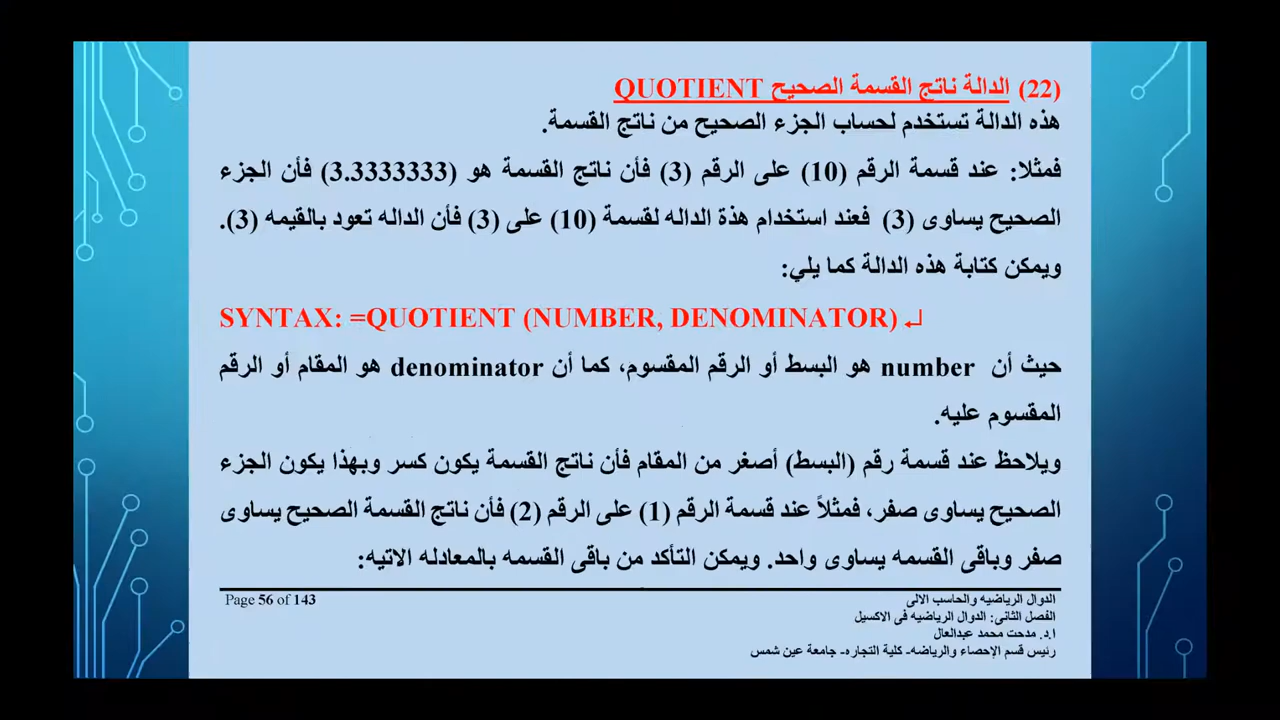 (22) الدالة ناتج القسمة الصحيح QUOTIENT
هذه الدالة تستخدم لحساب الجزء الصحيح من ناتج القسمة.
فمثلا: عند قسمة الرقم (10) على الرقم (3) فأن ناتج القسمة هو (3.3333333) فأن الجزء
الصحيح يساوى (3) فعند استخدام هذة الداله لقسمة (10) على (3) فأن الداله تعود بالقيمه (3).
ويمكن كتابة هذه الدالة كما يلي:
SYNTAX: =QUOTIENT (NUMBER, DENOMINATOR) ↲
حيث أن number هو البسط أو الرقم المقسوم، كما أن denominator هو المقام أو الرقم
المقسوم عليه.
ويلاحظ عند قسمة رقم (البسط) أصغر من المقام فأن ناتج القسمة يكون كسر وبهذا يكون الجزء
الصحيح يساوى صفر، فمثلاً عند قسمة الرقم (1) على الرقم (2) فأن ناتج القسمة الصحيح يساوى
صفر وباقى القسمه يساوى واحد. ويمكن التأكد من باقى القسمه بالمعادله الاتيه:
الدوال الرياضيه والحاسب الالى
Page 56 of 143
الفصل الثانى: الدوال الرياضيه فى الاكسيل
ا.د. مدحت محمد عبدالعال
رئيس قسم الإحصاء والرياضه- كلية التجاره- جامعة عين شمس